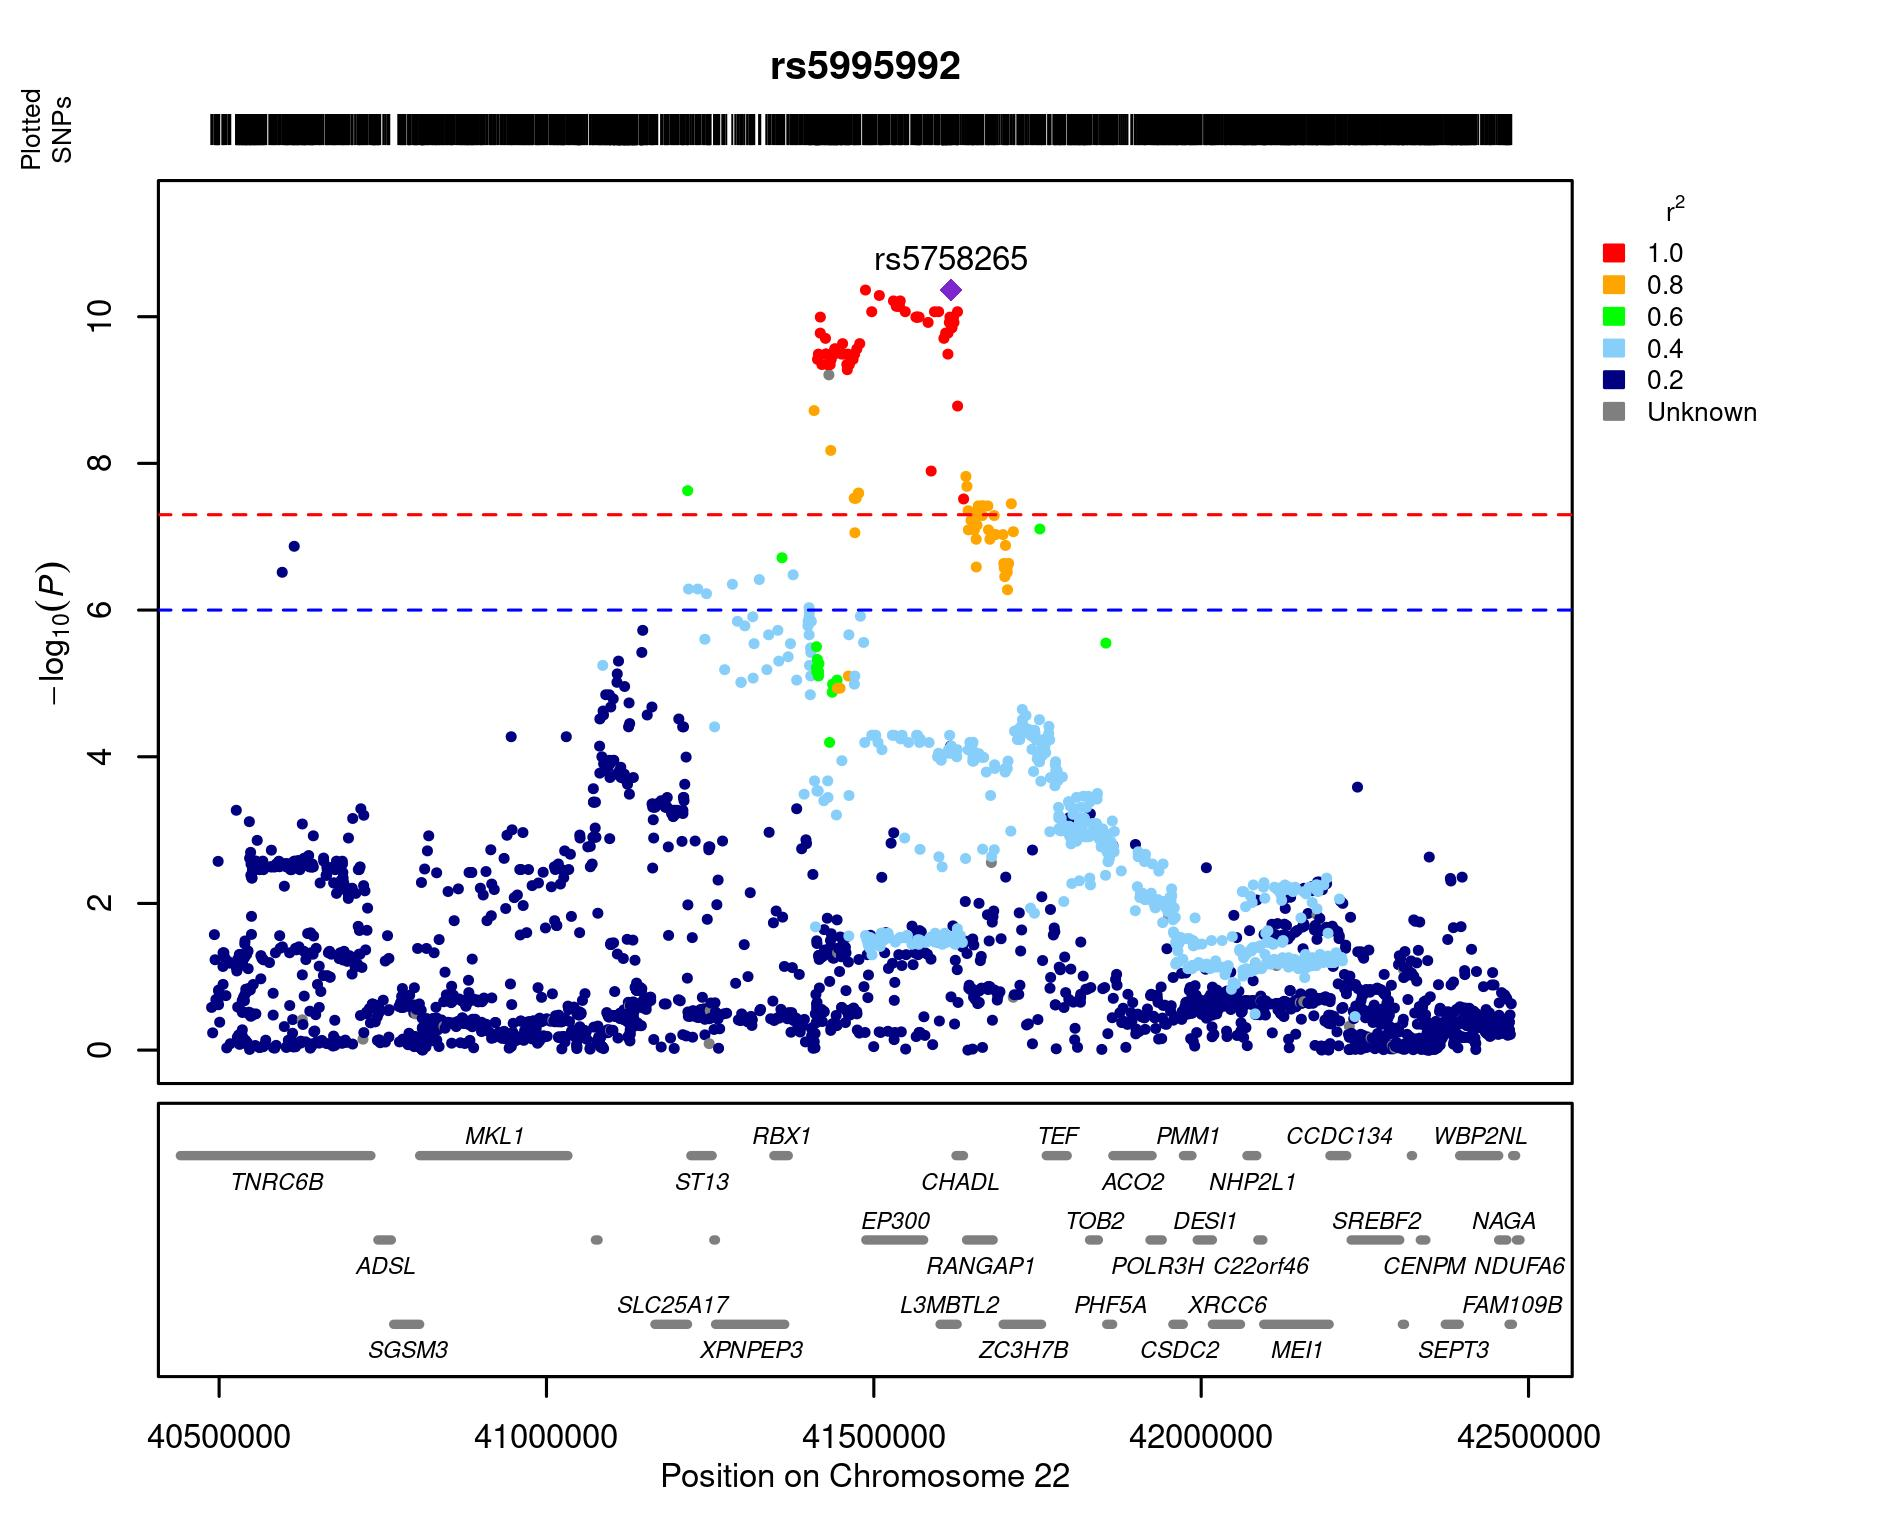 rs5995992
Plotted
SNPs
rs5758265
r2
1.0
0.8
0.6
0.4
0.2
Unknown
10
8
6
4
2
0
−log10(P)
MKL1 RBX1 TEF PMM1 CCDC134 WBP2NL
TNRC6B ST13 CHADL ACO2 NHP2L1
EP300 TOB2 DESI1 SREBF2 NAGA
ADSL RANGAP1 POLR3H C22orf46 CENPM NDUFA6
SLC25A17 L3MBTL2 PHF5A XRCC6 FAM109B
SGSM3 XPNPEP3 ZC3H7B CSDC2 MEI1 SEPT3
40500000 41000000 41500000 42000000 42500000
Position on Chromosome 22